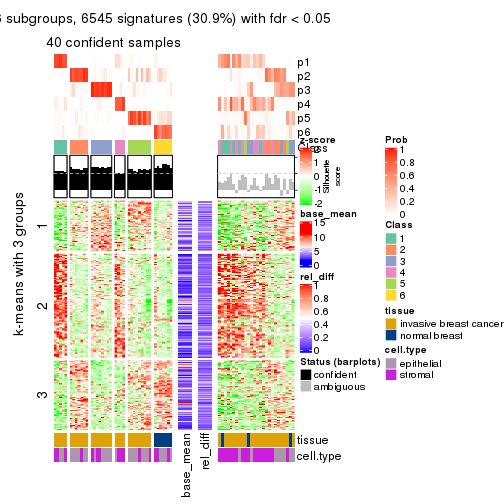 3 subgroups, 6545 signatures (30.9%) with fdr < 0.05
40 confident samples
p1
p2
p3
p4
p5
p6
Silhouette
score
k-means with 3 groups
1
2
3
tissue
cell.type
base_mean
rel_diff
z-score
2
1
0
-1
-2
base_mean
15
10
5
0
rel_diff
1
0.8
0.6
0.4
0.2
0
Status (barplots)
confident
ambiguous
Prob
1
0.8
0.6
0.4
0.2
0
Class
1
2
3
4
5
6
tissue
invasive breast cancer
normal breast
cell.type
epithelial
stromal